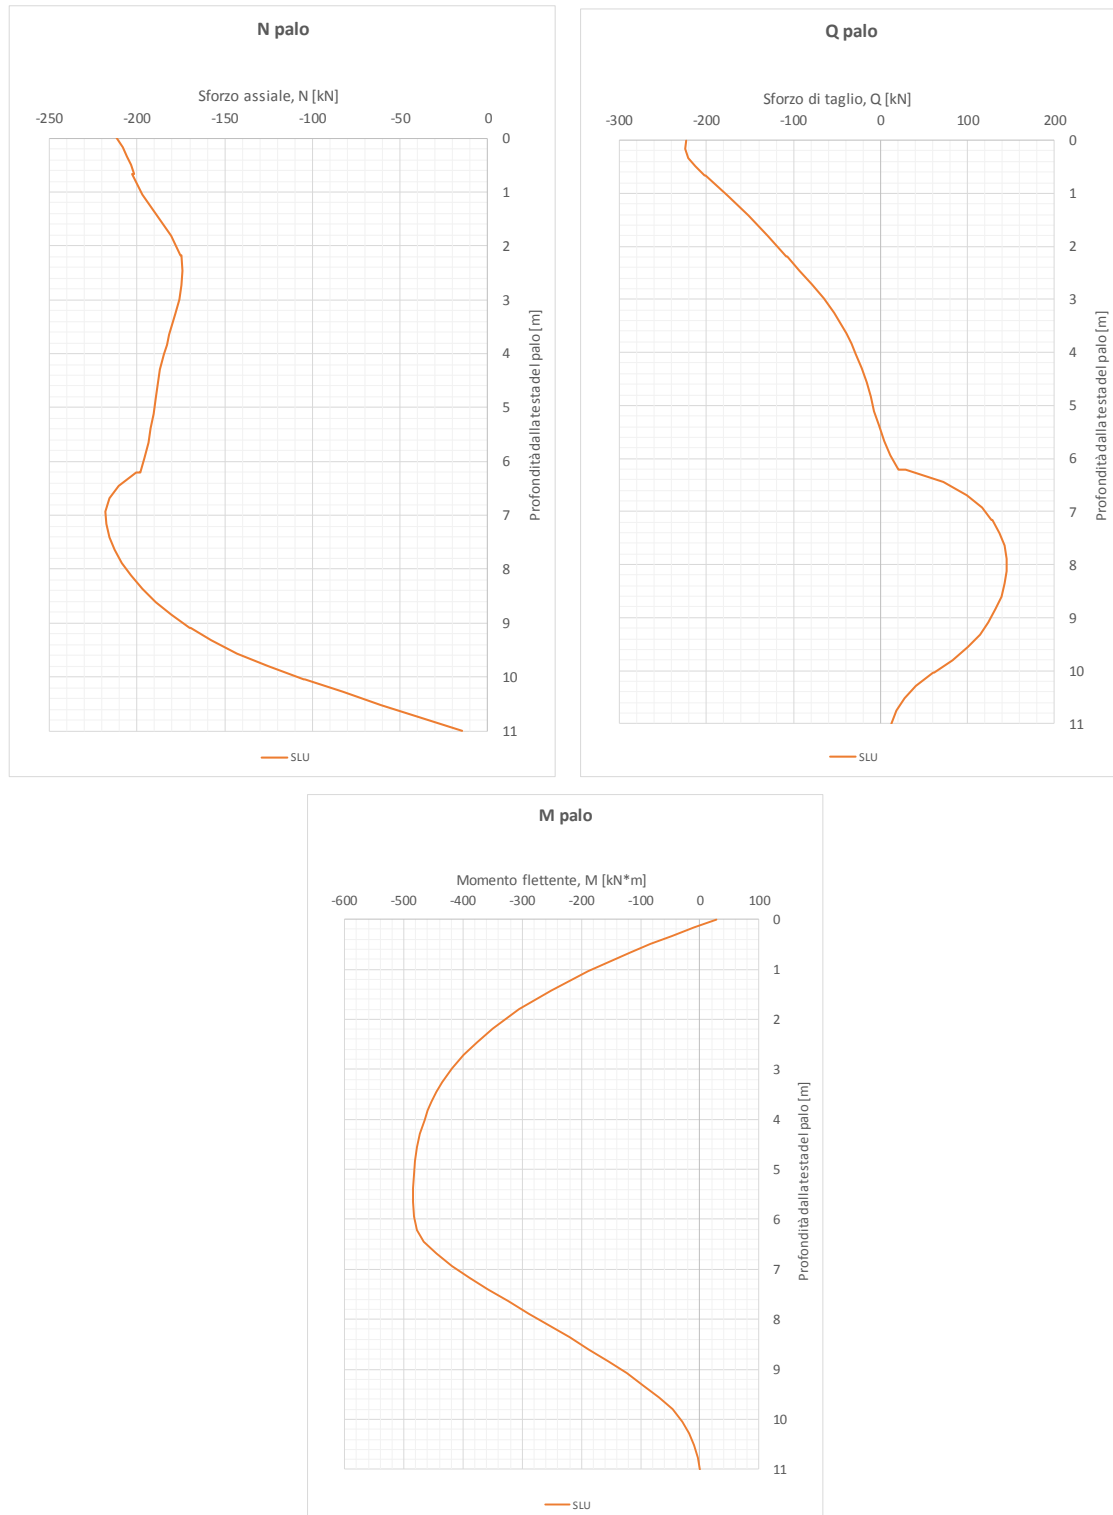 N palo
Sforzo assiale, N [kN]
-250 -200 -150 -100 -50 0
0
1
2
3
4
5
6
7
8
9
10
11
Profondità dalla testa del palo [m]
SLU
Q palo
Sforzo di taglio, Q [kN]
-300 -200 -100 0 100 200
0
1
2
3
4
5
6
7
8
9
10
11
Profondità dalla testa del palo [m]
SLU
M palo
Momento flettente, M [kN*m]
-600 -500 -400 -300 -200 -100 0 100
0
1
2
3
4
5
6
7
8
9
10
11
Profondità dalla testa del palo [m]
SLU